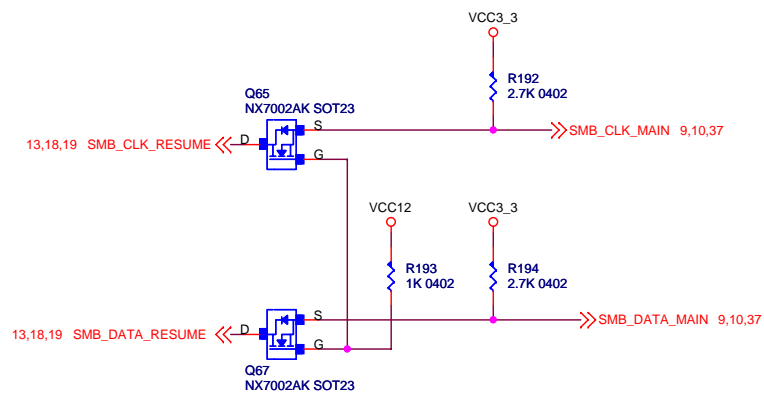 VCC3_3
R192
2.7K 0402
Q65
NX7002AK SOT23
S
D
G
13,18,19 SMB_CLK_RESUME
SMB_CLK_MAIN 9,10,37
VCC12
VCC3_3
R193
1K 0402
R194
2.7K 0402
S
D
G
13,18,19 SMB_DATA_RESUME
SMB_DATA_MAIN 9,10,37
Q67
NX7002AK SOT23